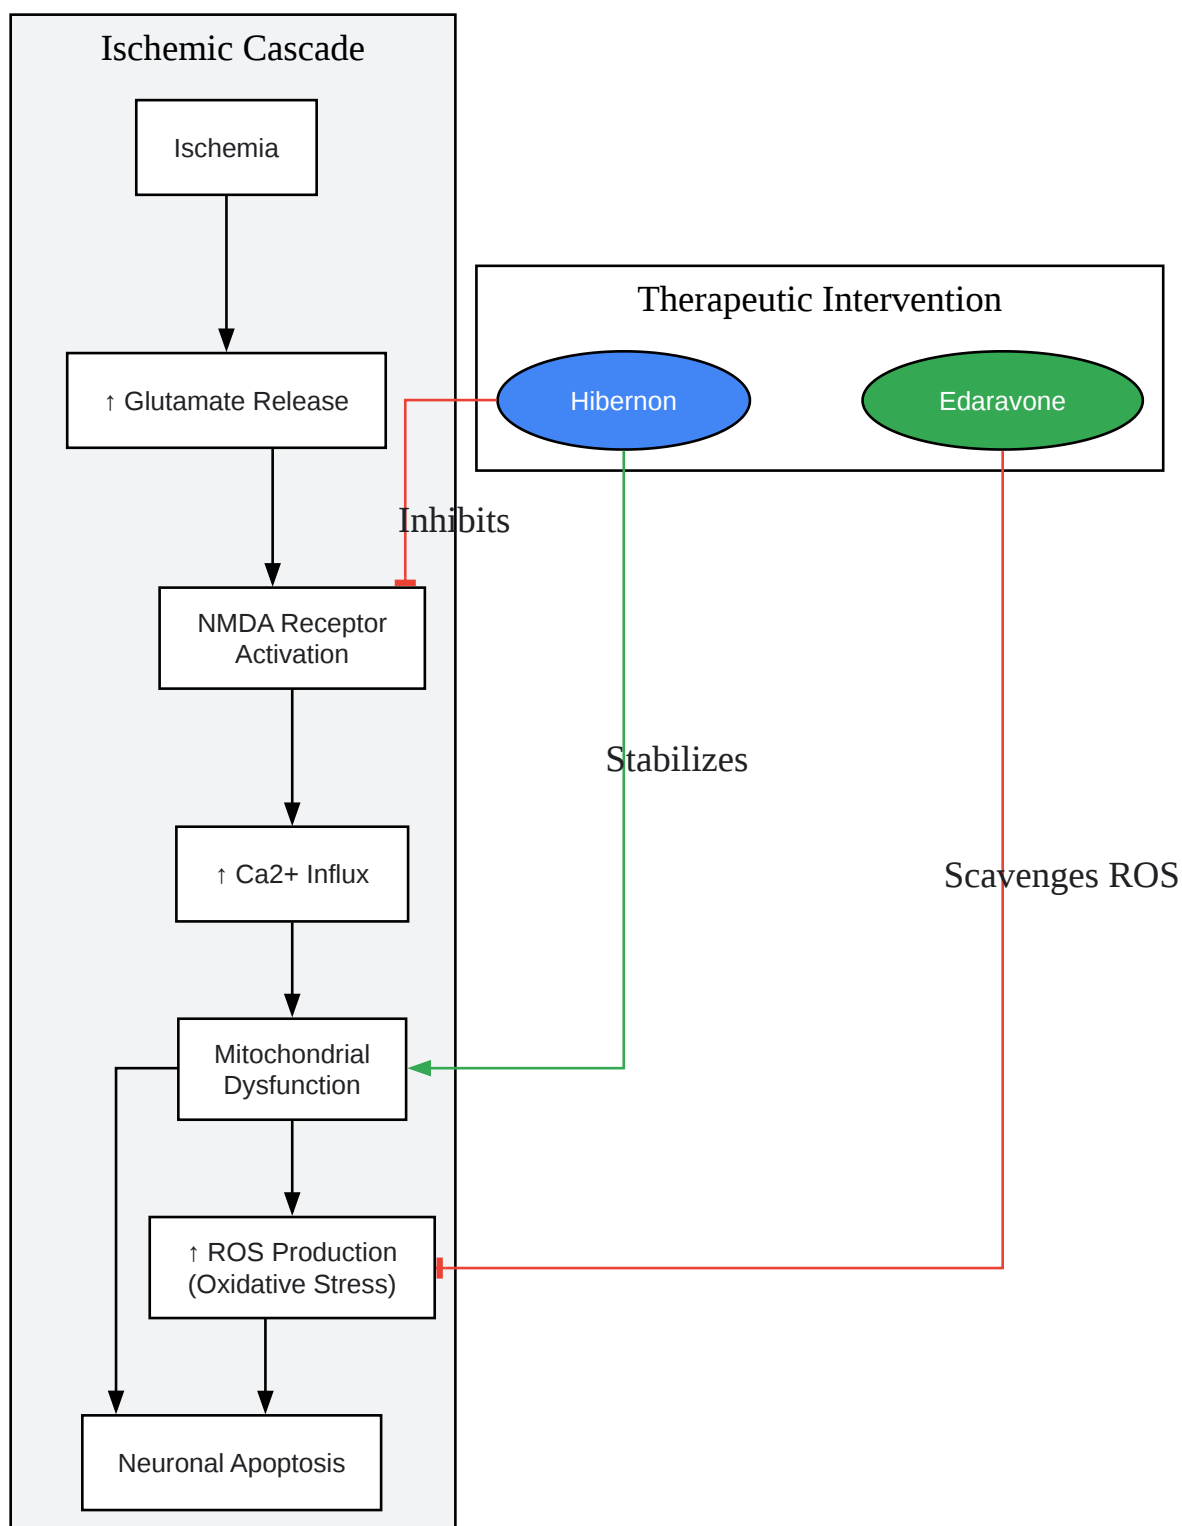 Ischemic Cascade
Ischemia
↑ Glutamate Release
Therapeutic Intervention
Hibernon
Edaravone
Inhibits
NMDA Receptor
Activation
Stabilizes
↑ Ca2+ Influx
Scavenges ROS
Mitochondrial
Dysfunction
↑ ROS Production
(Oxidative Stress)
Neuronal Apoptosis